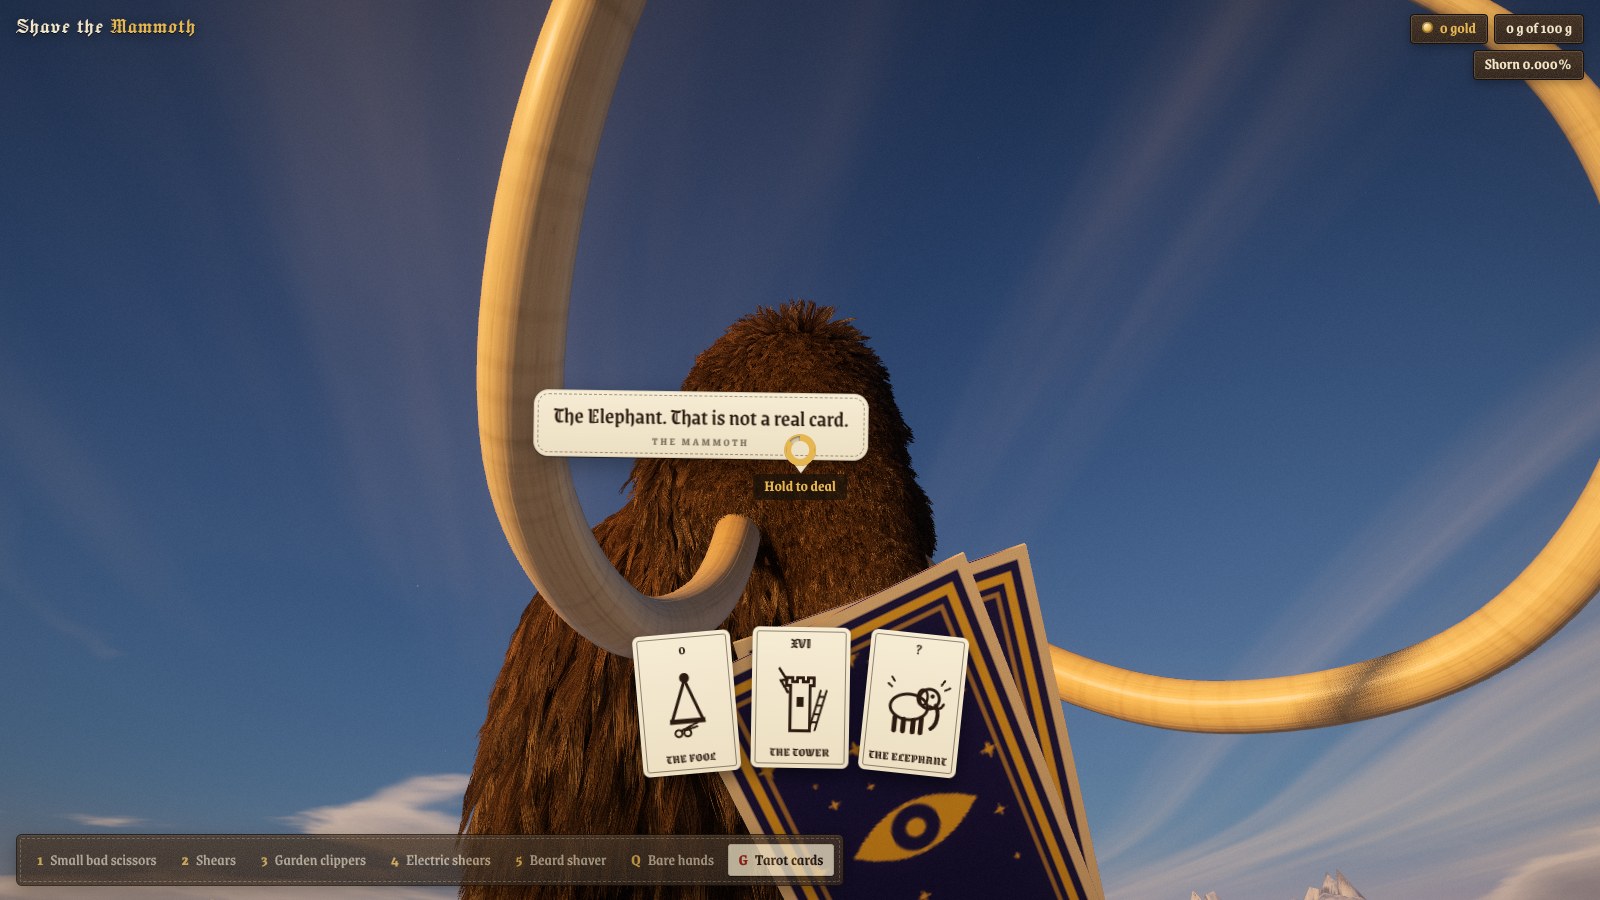 Shave the Mammoth
0 gold
0 g of 100 g
Shorn 0.000%
The Elephant. That is not a real card.
THE MAMMOTH
Hold to deal
0
THE FOOL
XVI
THE TOWER
?
THE ELEPHANT
1 Small bad scissors
2 Shears
3 Garden clippers
4 Electric shears
5 Beard shaver
Q Bare hands
G Tarot cards